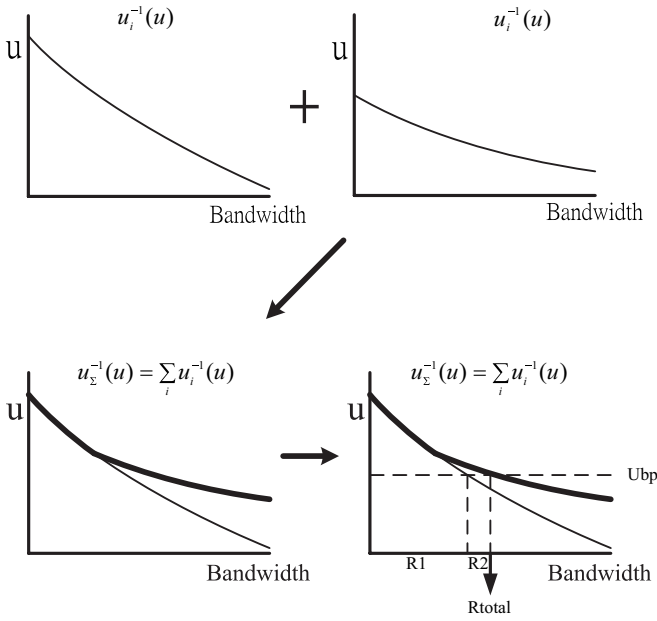 u_i^{-1}(u)
u
Bandwidth
+
u_i^{-1}(u)
u
Bandwidth
u_Σ^{-1}(u) = Σ_i u_i^{-1}(u)
u
Bandwidth
u_Σ^{-1}(u) = Σ_i u_i^{-1}(u)
u
Ubp
R1
R2
Bandwidth
Rtotal